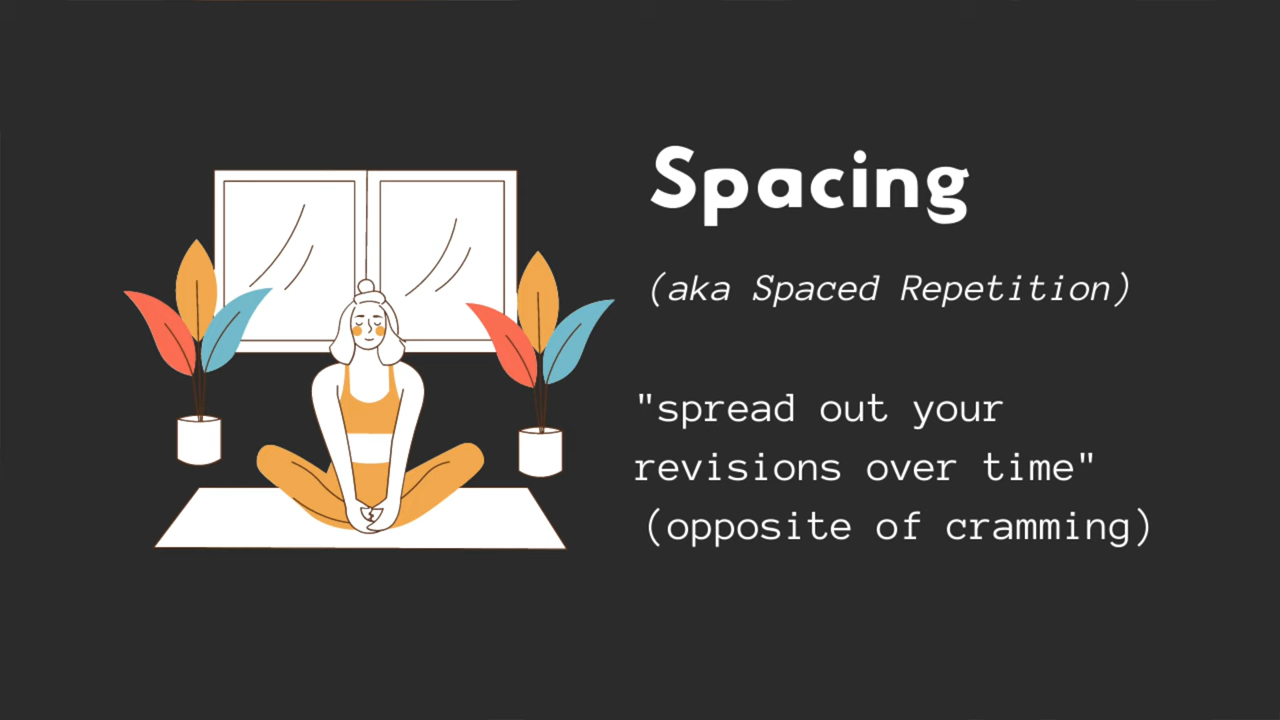 Spacing
(aka Spaced Repetition)
"spread out your
revisions over time"
(opposite of cramming)